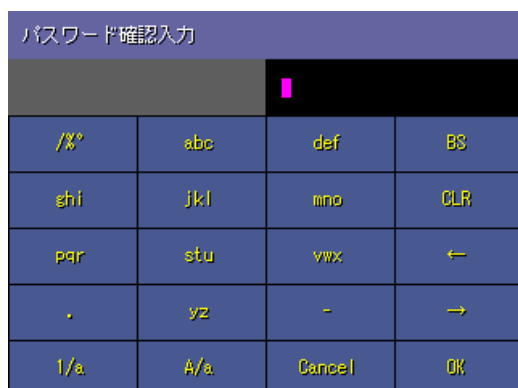 パスワード確認入力
/%° abc def BS
ghi jkl mno CLR
pqr stu vwx ←
. yz - →
1/a A/a Cancel OK